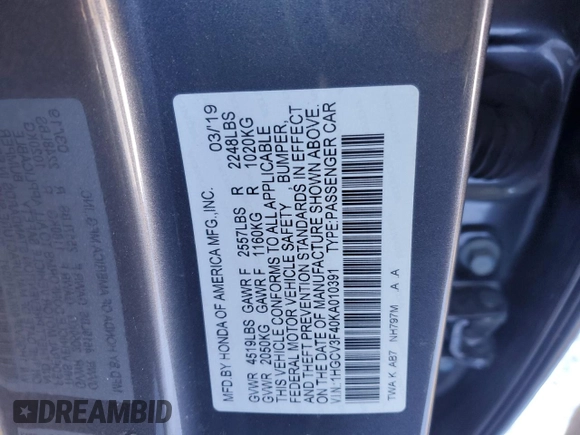 MFD.BY HONDA OF AMERICA MFG.,INC. 03/19
GVWR 4519LBS GAWR F 2557LBS R 2248LBS
GVWR 2050KG GAWR F 1160KG R 1020KG
THIS VEHICLE CONFORMS TO ALL APPLICABLE
FEDERAL MOTOR VEHICLE SAFETY , BUMPER,
AND THEFT PREVENTION STANDARDS IN EFFECT
ON THE DATE OF MANUFACTURE SHOWN ABOVE.
V.I.N.:1HGCV3F40KA010391 TYPE:PASSENGER CAR
TWA K AB7 NH797M A A
DREAMBID